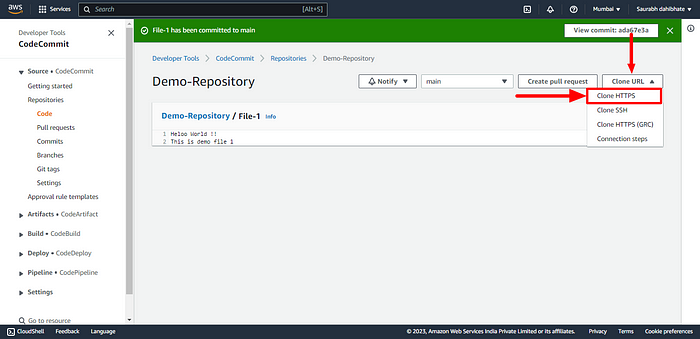 aws
Services
Search
[Alt+S]
Mumbai
Saurabh dahibhate
Developer Tools
CodeCommit
Source • CodeCommit
Getting started
Repositories
Code
Pull requests
Commits
Branches
Git tags
Settings
Approval rule templates
Artifacts • CodeArtifact
Build • CodeBuild
Deploy • CodeDeploy
Pipeline • CodePipeline
Settings
Go to resource
File-1 has been committed to main
View commit: ada67e3a
Developer Tools > CodeCommit > Repositories > Demo-Repository
Demo-Repository
Notify
main
Create pull request
Clone URL
Clone HTTPS
Clone SSH
Clone HTTPS (GRC)
Connection steps
Demo-Repository / File-1 Info
1 Heloo World !!
2 This is demo file 1
CloudShell
Feedback
Language
© 2023, Amazon Web Services India Private Limited or its affiliates.
Privacy
Terms
Cookie preferences